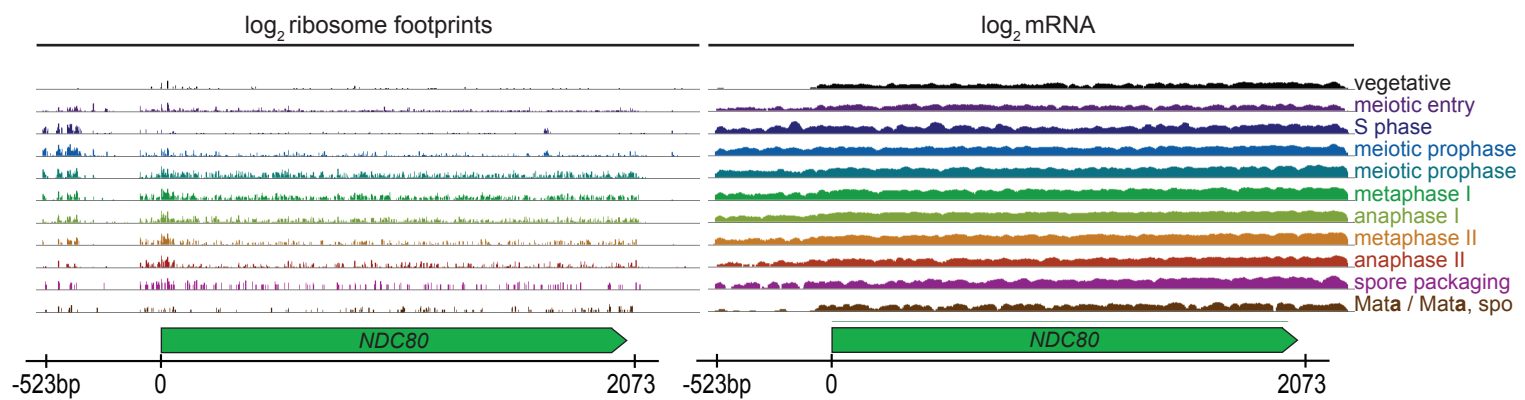 log2 ribosome footprints
log2 mRNA
vegetative
meiotic entry
S phase
meiotic prophase
meiotic prophase
metaphase I
anaphase I
metaphase II
anaphase II
spore packaging
Mata / Mata, spo
NDC80
NDC80
-523bp 0 2073
-523bp 0 2073